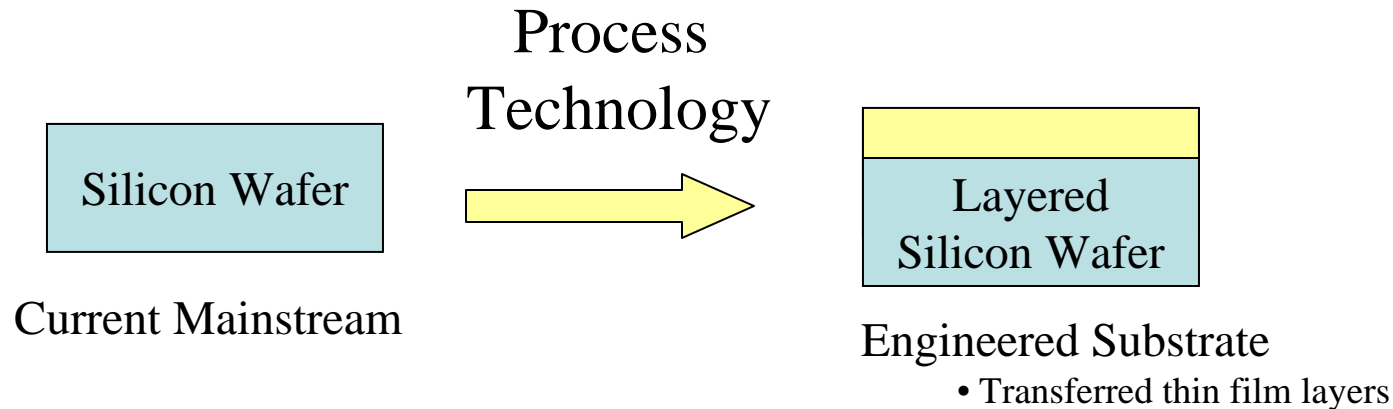 Process
Technology
Silicon Wafer
Current Mainstream
Layered
Silicon Wafer
Engineered Substrate
• Transferred thin film layers